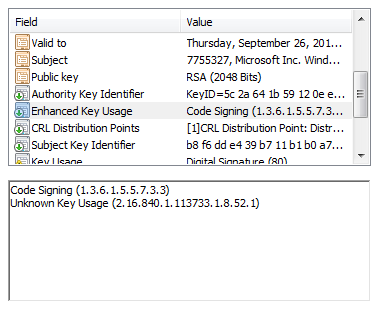 Field Value
Valid to Thursday, September 26, 201...
Subject 7755327, Microsoft Inc. Wind...
Public key RSA (2048 Bits)
Authority Key Identifier KeyID=5c 2a 64 1b 59 12 0e e...
Enhanced Key Usage Code Signing (1.3.6.1.5.5.7.3...
CRL Distribution Points [1]CRL Distribution Point: Distr...
Subject Key Identifier b8 f6 dd e4 39 b7 11 b1 b0 a7...
Key Usage Digital Signature (80)
Code Signing (1.3.6.1.5.5.7.3.3)
Unknown Key Usage (2.16.840.1.113733.1.8.52.1)